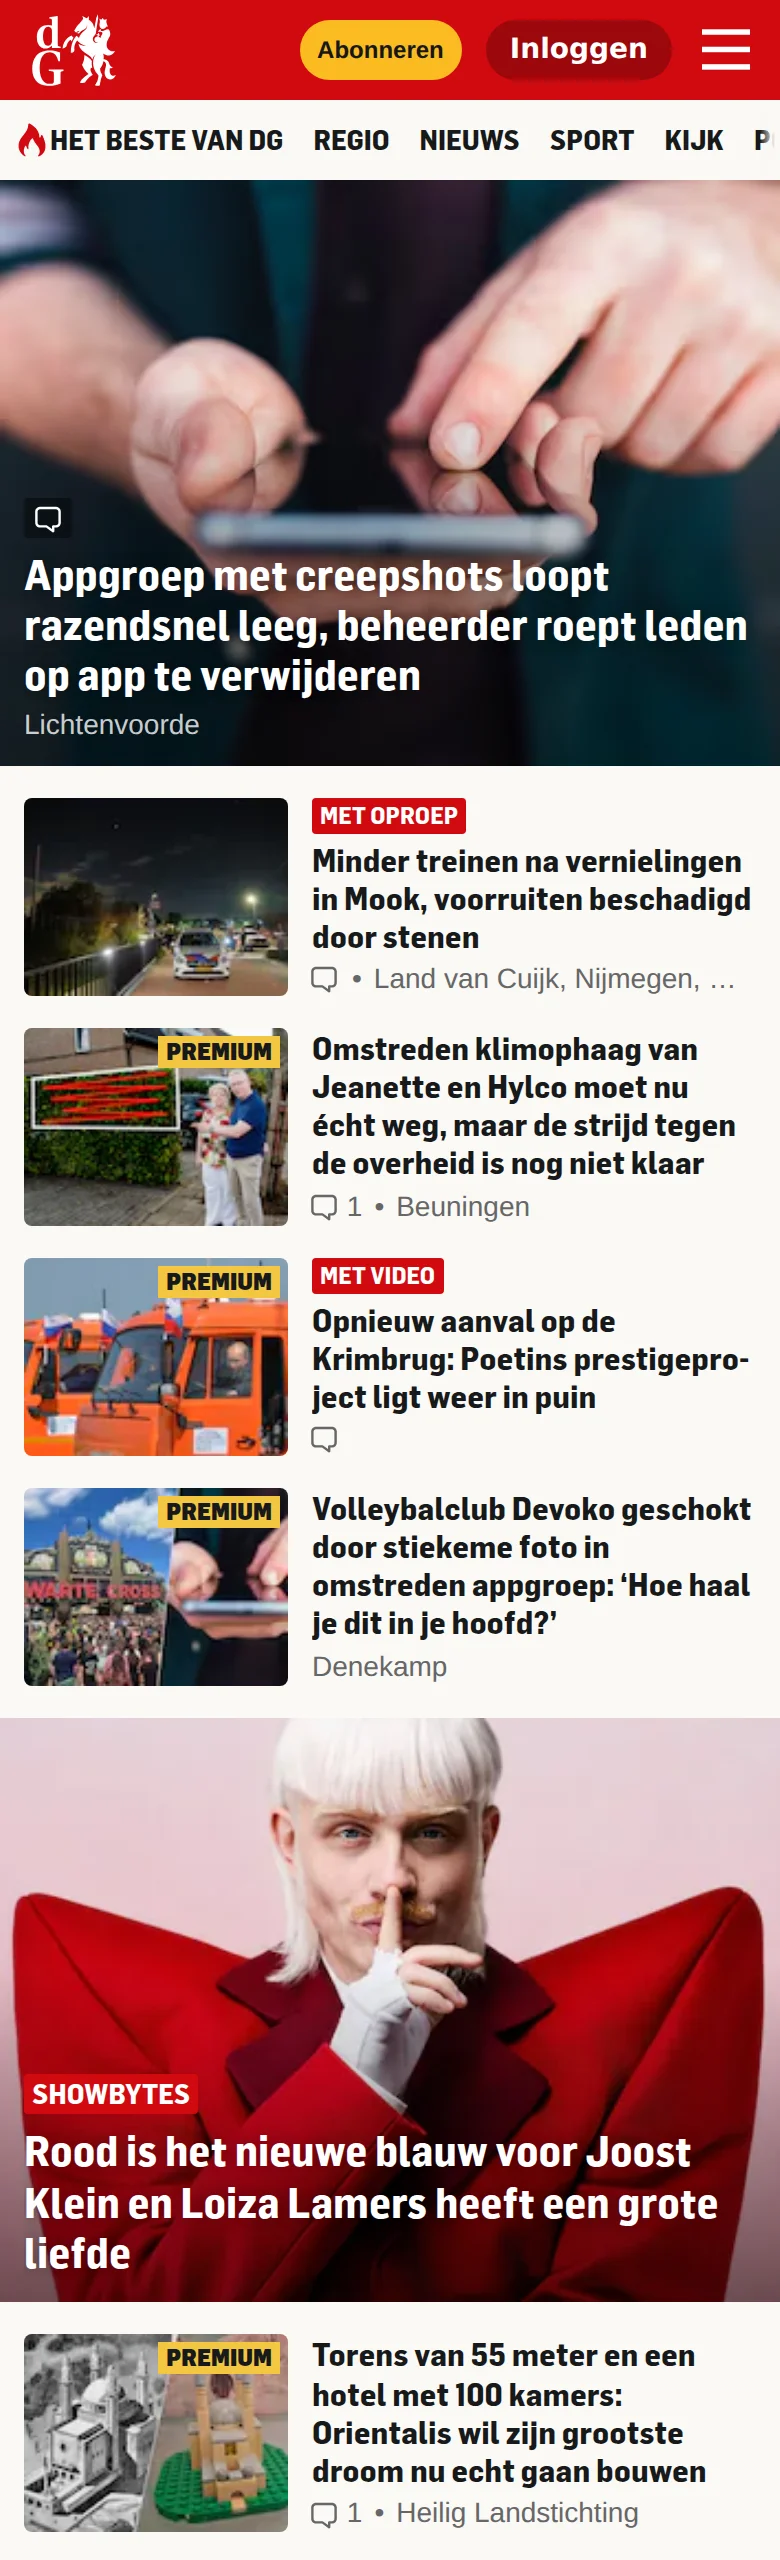 dG
Abonneren
Inloggen
HET BESTE VAN DG REGIO NIEUWS SPORT KIJK
Appgroep met creepshots loopt
razendsnel leeg, beheerder roept leden
op app te verwijderen
Lichtenvoorde
MET OPROEP
Minder treinen na vernielingen
in Mook, voorruiten beschadigd
door stenen
• Land van Cuijk, Nijmegen, …
PREMIUM
Omstreden klimophaag van
Jeanette en Hylco moet nu
écht weg, maar de strijd tegen
de overheid is nog niet klaar
1 • Beuningen
PREMIUM
MET VIDEO
Opnieuw aanval op de
Krimbrug: Poetins prestigepro-
ject ligt weer in puin
PREMIUM
WARTE CROSS
Volleybalclub Devoko geschokt
door stiekeme foto in
omstreden appgroep: ‘Hoe haal
je dit in je hoofd?’
Denekamp
SHOWBYTES
Rood is het nieuwe blauw voor Joost
Klein en Loiza Lamers heeft een grote
liefde
PREMIUM
Torens van 55 meter en een
hotel met 100 kamers:
Orientalis wil zijn grootste
droom nu echt gaan bouwen
1 • Heilig Landstichting